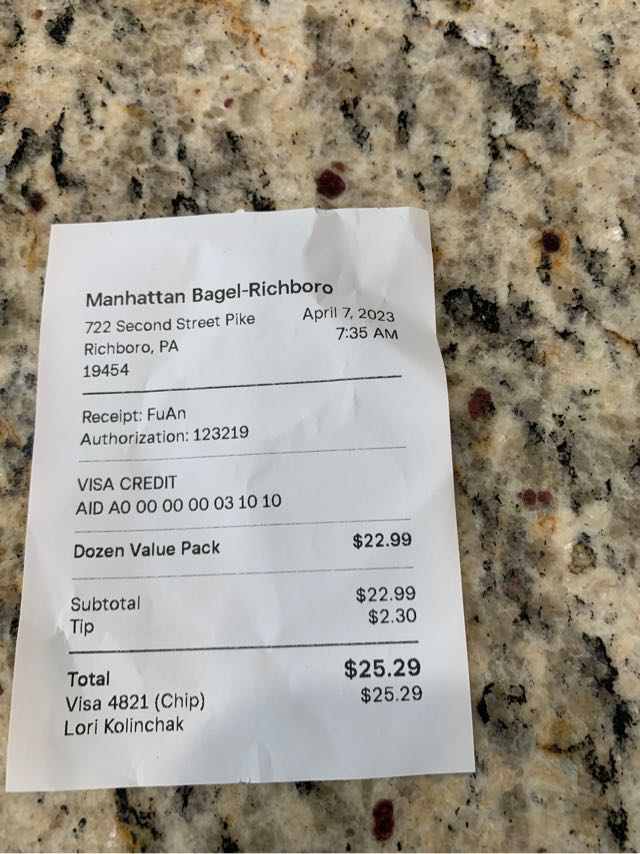 Manhattan Bagel-Richboro
722 Second Street Pike April 7, 2023
Richboro, PA 7:35 AM
19454
Receipt: FuAn
Authorization: 123219
VISA CREDIT
AID A0 00 00 00 03 10 10
Dozen Value Pack $22.99
Subtotal $22.99
Tip $2.30
Total $25.29
Visa 4821 (Chip) $25.29
Lori Kolinchak